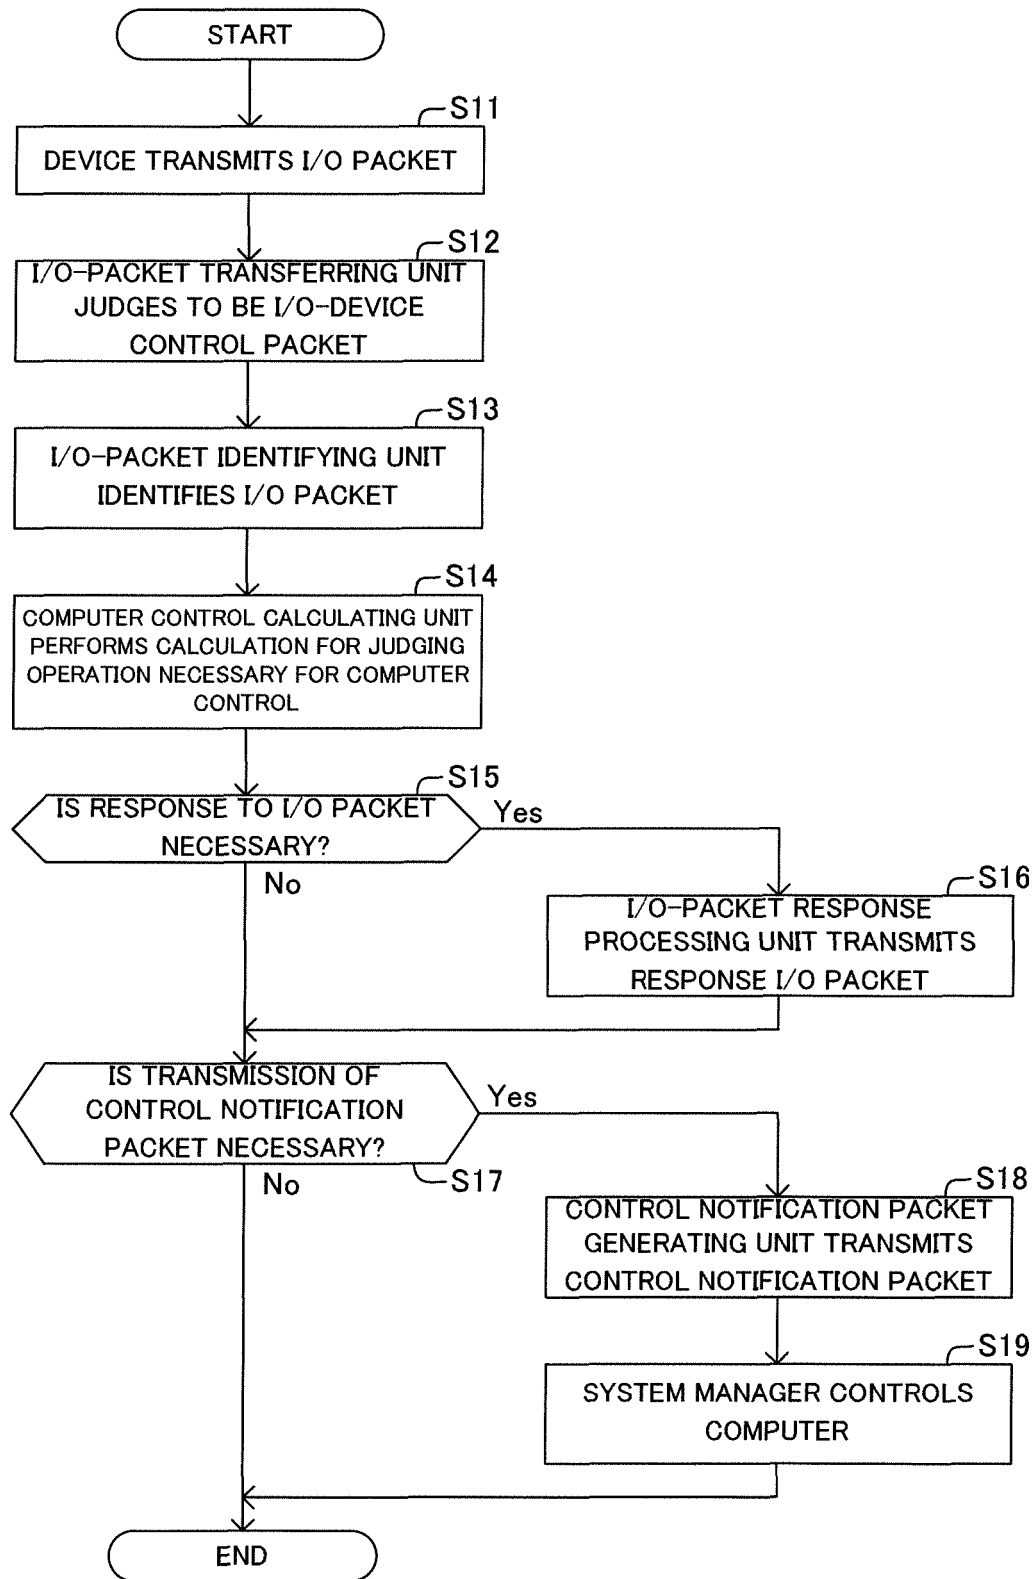 START
S11
DEVICE TRANSMITS I/O PACKET
S12
I/O-PACKET TRANSFERRING UNIT
JUDGES TO BE I/O-DEVICE
CONTROL PACKET
S13
I/O-PACKET IDENTIFYING UNIT
IDENTIFIES I/O PACKET
S14
COMPUTER CONTROL CALCULATING UNIT
PERFORMS CALCULATION FOR JUDGING
OPERATION NECESSARY FOR COMPUTER
CONTROL
S15
IS RESPONSE TO I/O PACKET
NECESSARY?
Yes
No
S16
I/O-PACKET RESPONSE
PROCESSING UNIT TRANSMITS
RESPONSE I/O PACKET
IS TRANSMISSION OF
CONTROL NOTIFICATION
PACKET NECESSARY?
Yes
No
S17
S18
CONTROL NOTIFICATION PACKET
GENERATING UNIT TRANSMITS
CONTROL NOTIFICATION PACKET
S19
SYSTEM MANAGER CONTROLS
COMPUTER
END